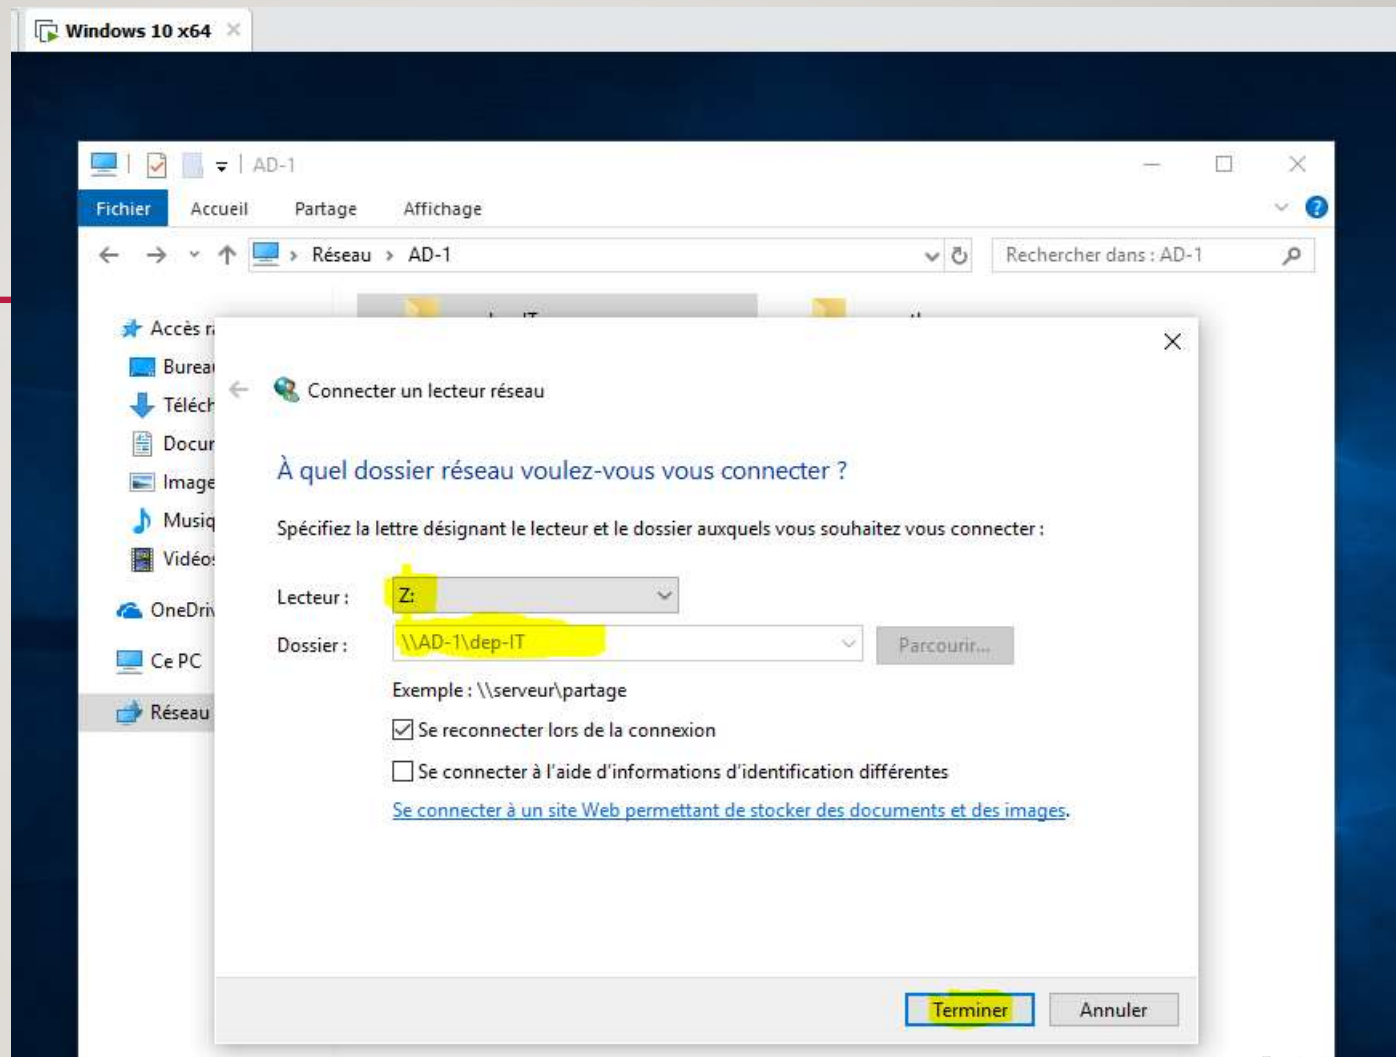 Windows 10 x64
AD-1
Fichier Accueil Partage Affichage
Réseau > AD-1 Rechercher dans : AD-1
Accès
Connecter un lecteur réseau
À quel dossier réseau voulez-vous vous connecter ?
Spécifiez la lettre désignant le lecteur et le dossier auxquels vous souhaitez vous connecter :
OneDriv
Lecteur : Z:
Dossier : \\AD-1\dep-IT Parcourir...
Ce PC
Exemple : \\serveur\partage
Réseau
Se reconnecter lors de la connexion
Se connecter à l'aide d'informations d'identification différentes
Se connecter à un site Web permettant de stocker des documents et des images.
Terminer Annuler